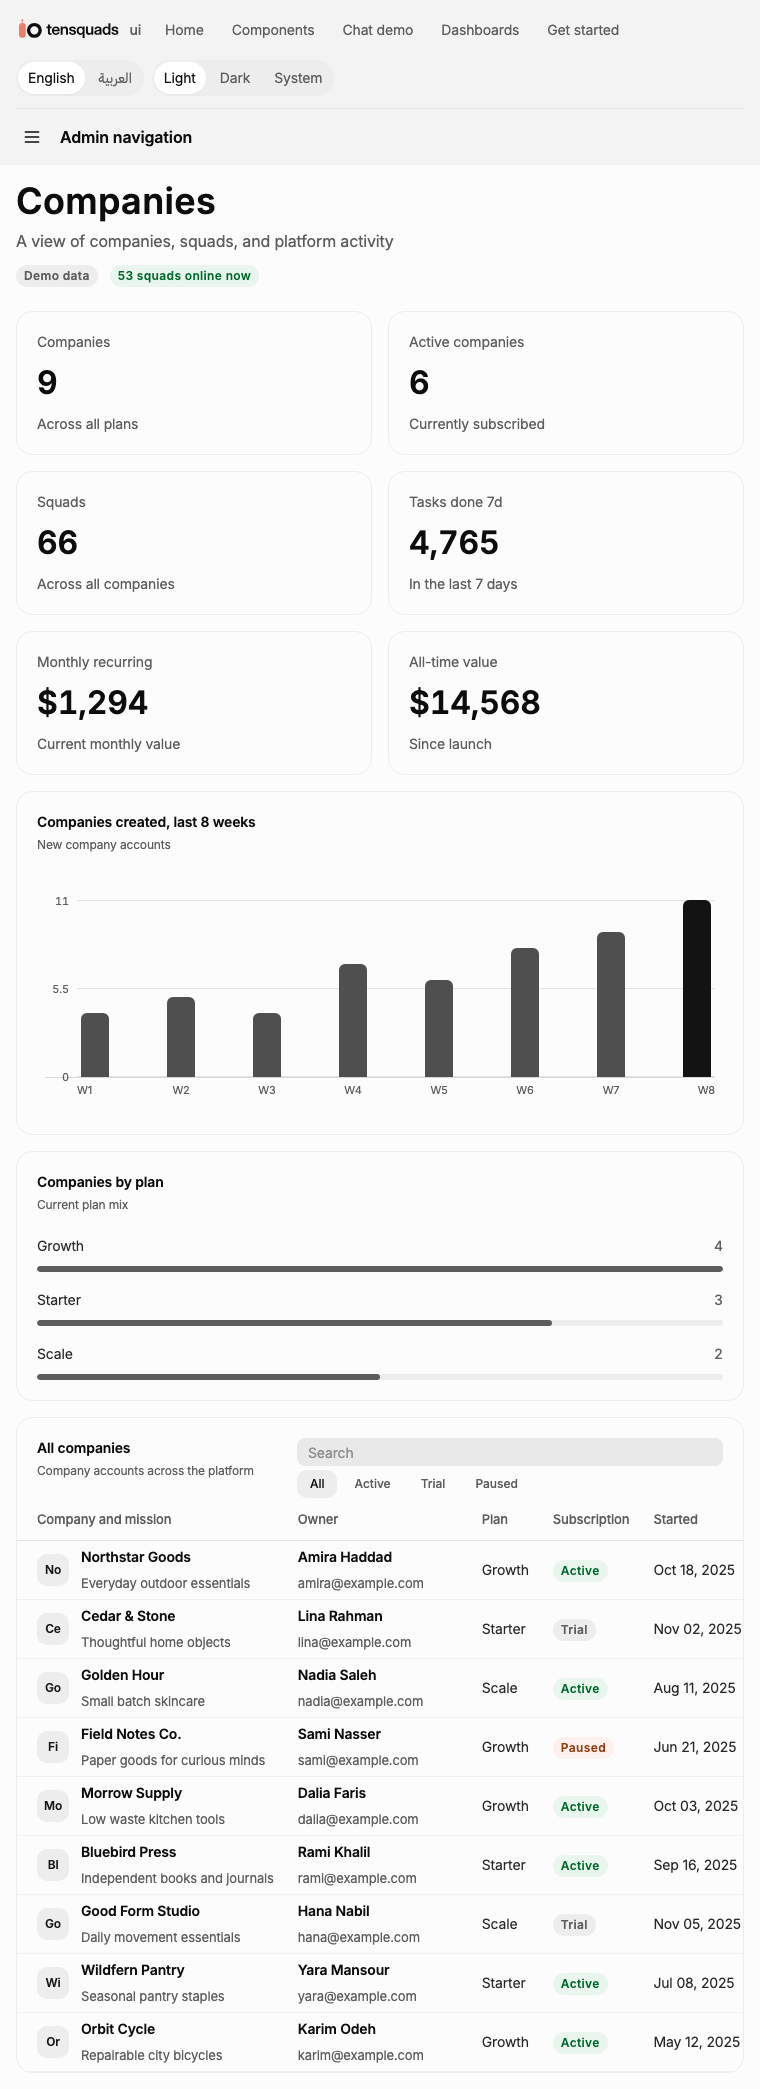 tensquads ui Home Components Chat demo Dashboards Get started
English العربية Light Dark System
Admin navigation
Companies
A view of companies, squads, and platform activity
Demo data 53 squads online now
Companies
9
Across all plans
Active companies
6
Currently subscribed
Squads
66
Across all companies
Tasks done 7d
4,765
In the last 7 days
Monthly recurring
$1,294
Current monthly value
All-time value
$14,568
Since launch
Companies created, last 8 weeks
New company accounts
11
5.5
0
W1 W2 W3 W4 W5 W6 W7 W8
Companies by plan
Current plan mix
Growth 4
Starter 3
Scale 2
All companies
Company accounts across the platform
Search
All Active Trial Paused
Company and mission Owner Plan Subscription Started
No Northstar Goods Amira Haddad Growth Active Oct 18, 2025
Everyday outdoor essentials amira@example.com
Ce Cedar & Stone Lina Rahman Starter Trial Nov 02, 2025
Thoughtful home objects lina@example.com
Go Golden Hour Nadia Saleh Scale Active Aug 11, 2025
Small batch skincare nadia@example.com
Fi Field Notes Co. Sami Nasser Growth Paused Jun 21, 2025
Paper goods for curious minds sami@example.com
Mo Morrow Supply Dalia Faris Growth Active Oct 03, 2025
Low waste kitchen tools dalia@example.com
Bl Bluebird Press Rami Khalil Starter Active Sep 16, 2025
Independent books and journals rami@example.com
Go Good Form Studio Hana Nabil Scale Trial Nov 05, 2025
Daily movement essentials hana@example.com
Wi Wildfern Pantry Yara Mansour Starter Active Jul 08, 2025
Seasonal pantry staples yara@example.com
Or Orbit Cycle Karim Odeh Growth Active May 12, 2025
Repairable city bicycles karim@example.com